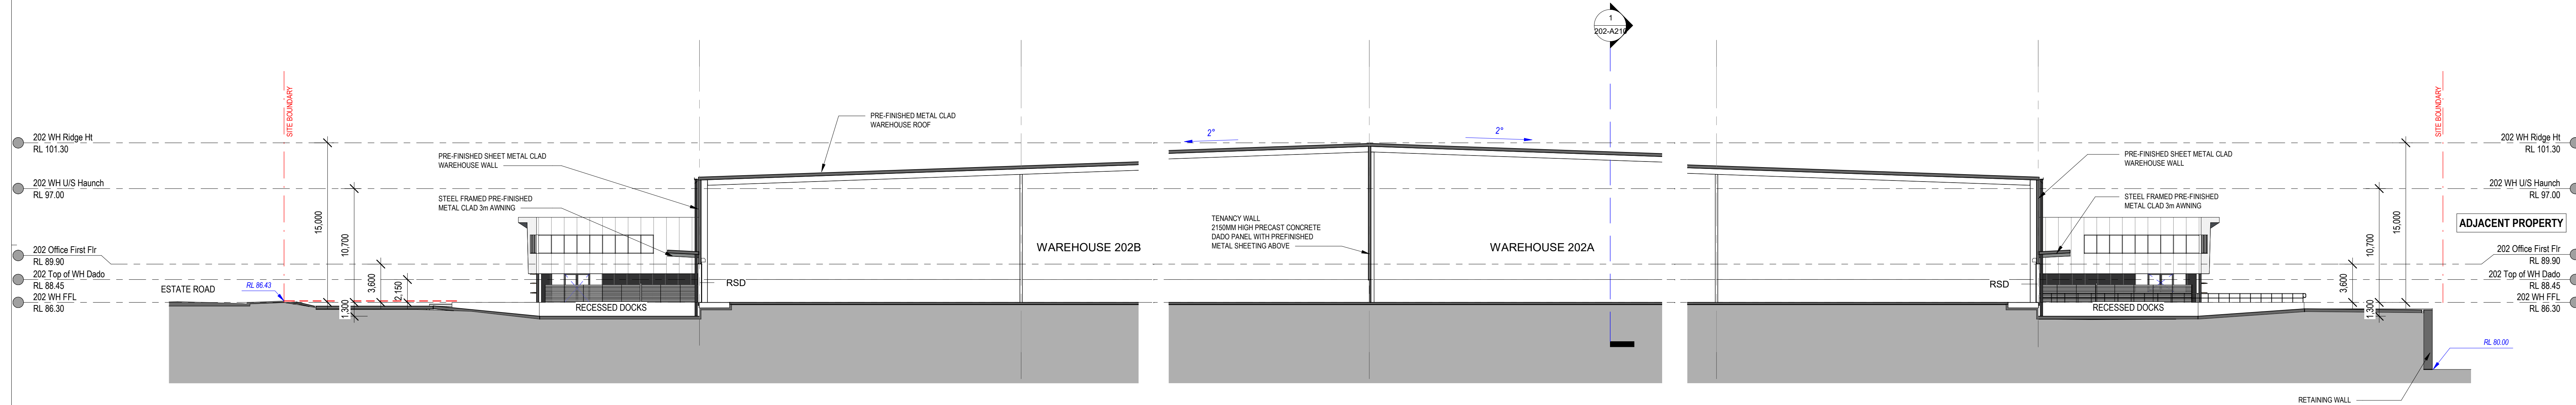 1
202-A210
SITE BOUNDARY
202 WH Ridge Ht
RL 101.30
202 WH U/S Haunch
RL 97.00
202 Office First Flr
RL 89.90
202 Top of WH Dado
RL 88.45
202 WH FFL
RL 86.30
ESTATE ROAD
RL 86.43
15,000
10,700
3,600
2,150
1,300
PRE-FINISHED SHEET METAL CLAD
WAREHOUSE WALL
STEEL FRAMED PRE-FINISHED
METAL CLAD 3m AWNING
RECESSED DOCKS
RSD
PRE-FINISHED METAL CLAD
WAREHOUSE ROOF
WAREHOUSE 202B
2°
TENANCY WALL
2150MM HIGH PRECAST CONCRETE
DADO PANEL WITH PREFINISHED
METAL SHEETING ABOVE
2°
WAREHOUSE 202A
RSD
PRE-FINISHED SHEET METAL CLAD
WAREHOUSE WALL
STEEL FRAMED PRE-FINISHED
METAL CLAD 3m AWNING
RECESSED DOCKS
3,600
10,700
1,300
15,000
SITE BOUNDARY
202 WH Ridge Ht
RL 101.30
202 WH U/S Haunch
RL 97.00
ADJACENT PROPERTY
202 Office First Flr
RL 89.90
202 Top of WH Dado
RL 88.45
202 WH FFL
RL 86.30
RL 80.00
RETAINING WALL